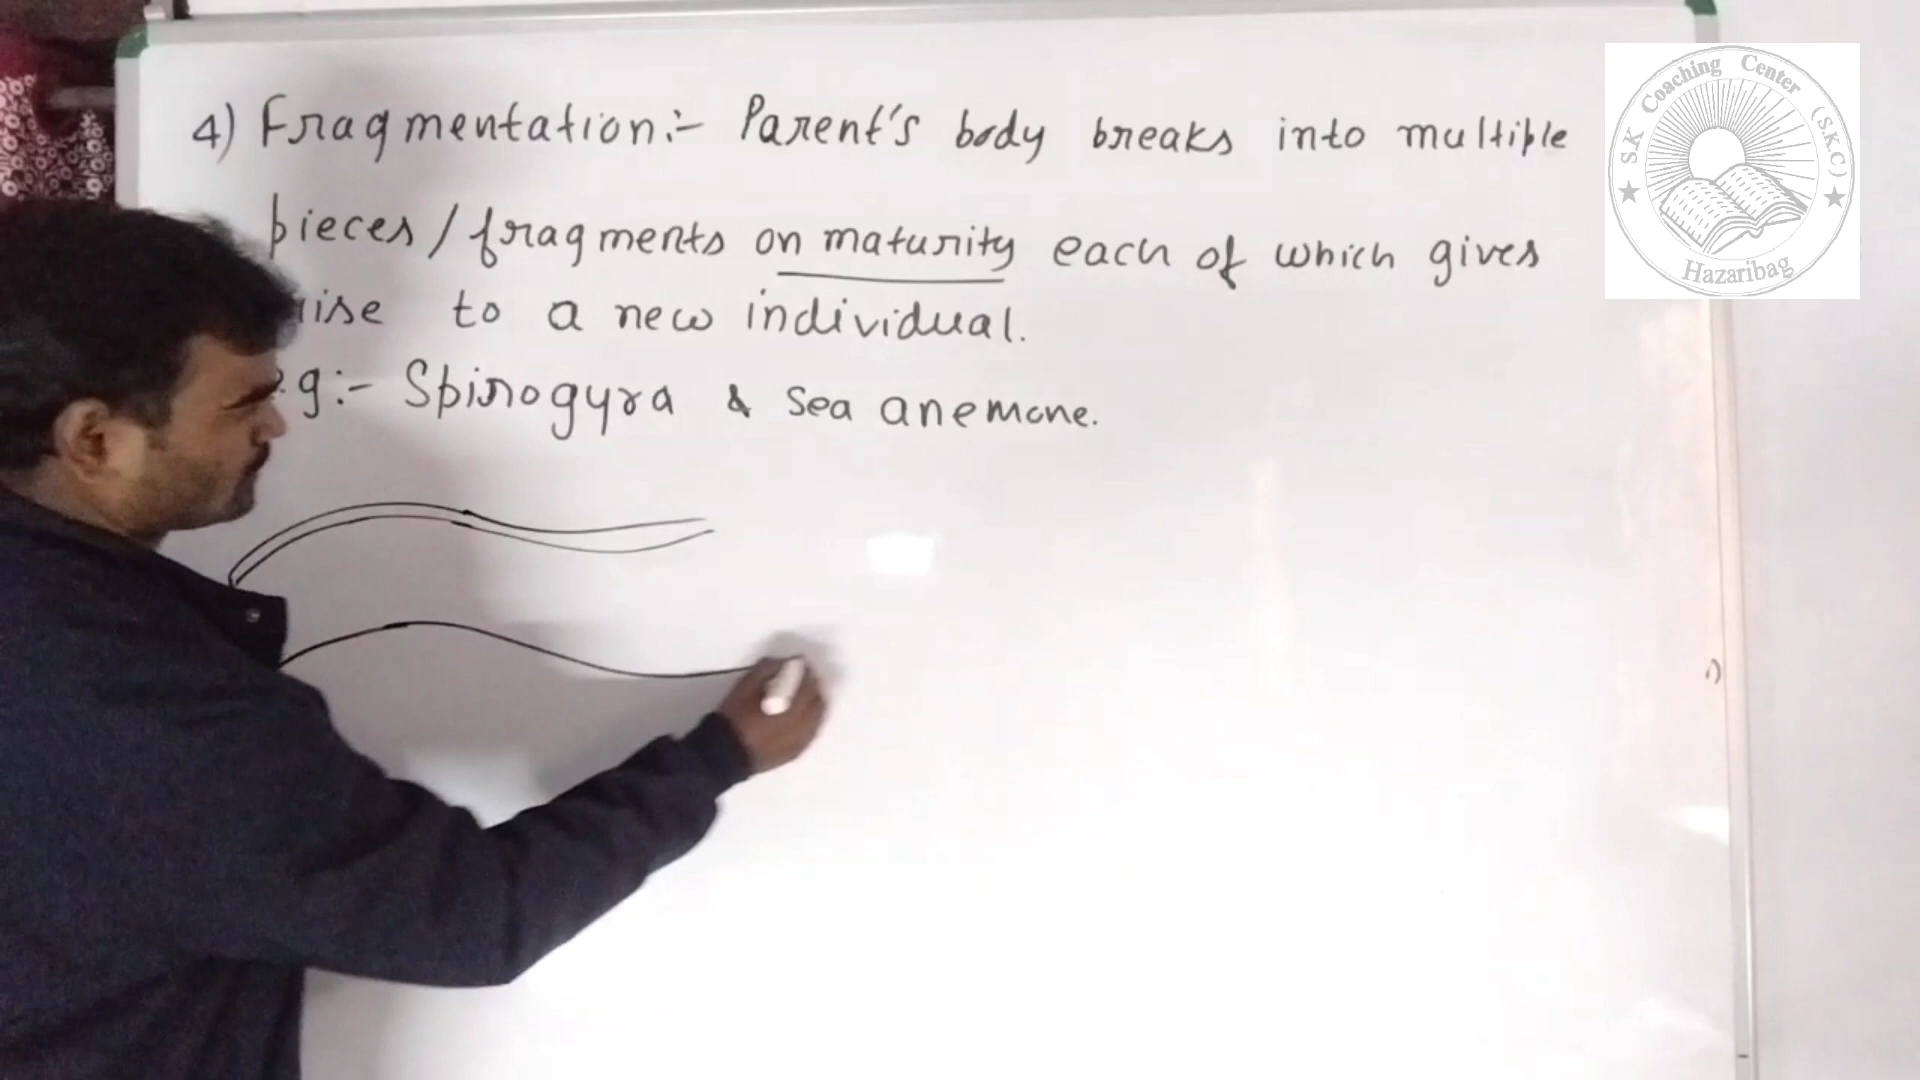 4) Fragmentation:- Parent's body breaks into multiple
pieces/fragments on maturity each of which gives
rise to a new individual.
e.g:- Spirogyra & Sea anemone.
S.K Coaching Center (S.K.C)
Hazaribag